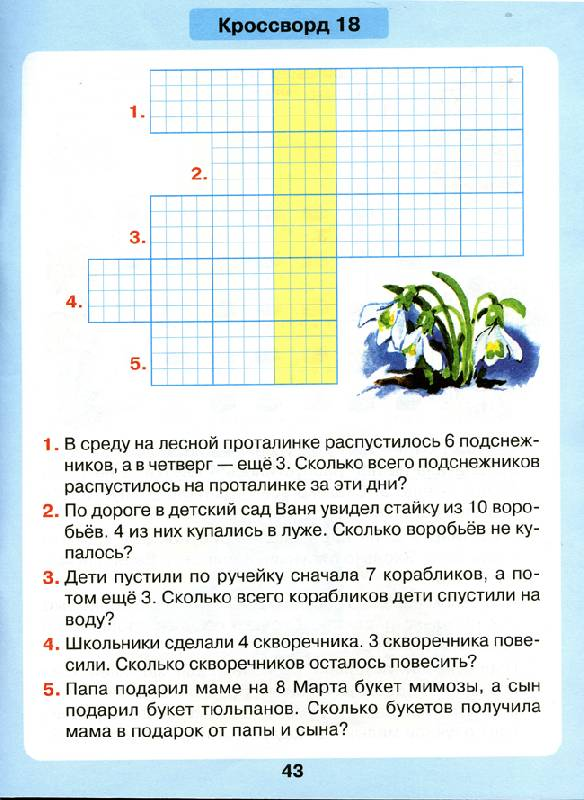 Кроссворд 18
1.
2.
3.
4.
5.
1. В среду на лесной проталинке распустилось 6 подснеж-
ников, а в четверг — ещё 3. Сколько всего подснежников
распустилось на проталинке за эти дни?
2. По дороге в детский сад Ваня увидел стайку из 10 воро-
бьёв. 4 из них купались в луже. Сколько воробьёв не ку-
палось?
3. Дети пустили по ручейку сначала 7 корабликов, а по-
том ещё 3. Сколько всего корабликов дети спустили на
воду?
4. Школьники сделали 4 скворечника. 3 скворечника пове-
сили. Сколько скворечников осталось повесить?
5. Папа подарил маме на 8 Марта букет мимозы, а сын
подарил букет тюльпанов. Сколько букетов получила
мама в подарок от папы и сына?
43